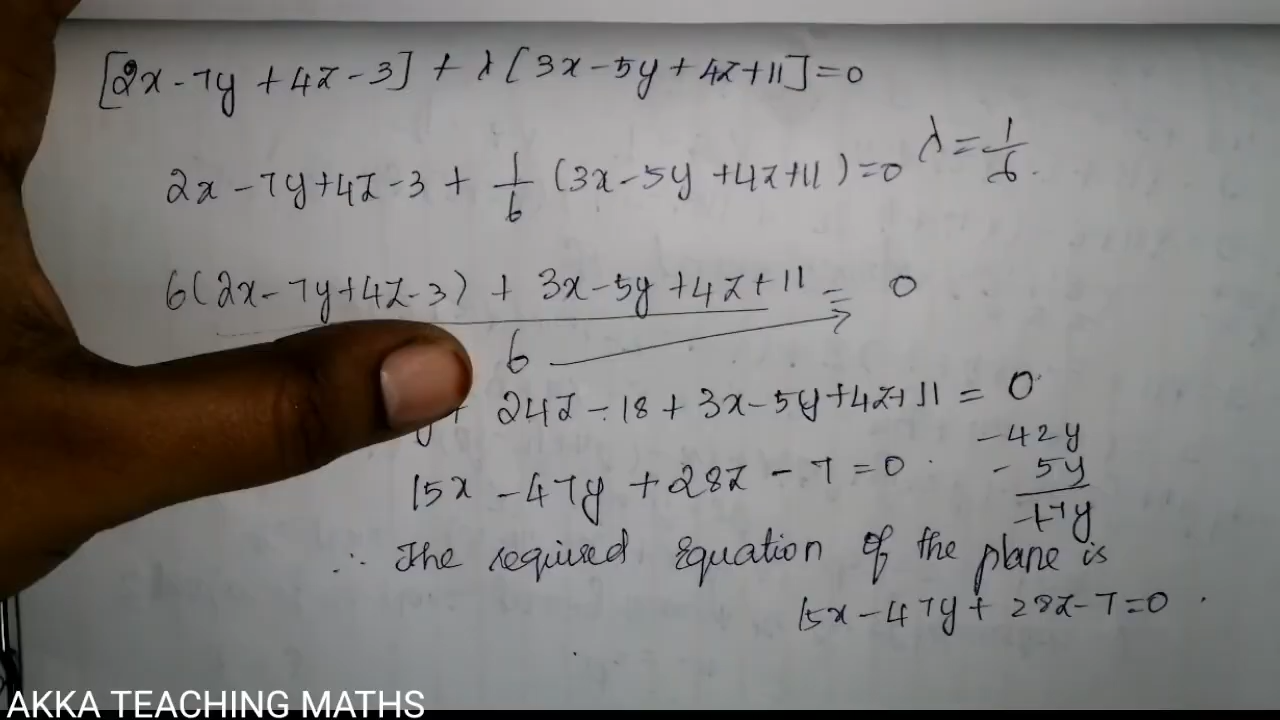 [2x - 7y + 4z - 3] + λ [3x - 5y + 4z + 11] = 0
λ = 1/6.
2x - 7y + 4z - 3 + 1/6 (3x - 5y + 4z + 11) = 0
6(2x - 7y + 4z - 3) + 3x - 5y + 4z + 11 = 0
6
y + 24z - 18 + 3x - 5y + 4z + 11 = 0
- 42y
15x - 47y + 28z - 7 = 0.
- 5y
- 47y
∴ The required Equation of the plane is
15x - 47y + 28z - 7 = 0.
AKKA TEACHING MATHS